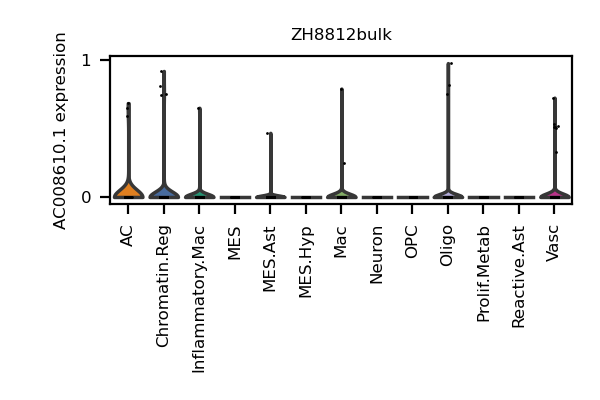 ZH8812bulk
AC008610.1 expression
1
0
AC
Chromatin.Reg
Inflammatory.Mac
MES
MES.Ast
MES.Hyp
Mac
Neuron
OPC
Oligo
Prolif.Metab
Reactive.Ast
Vasc